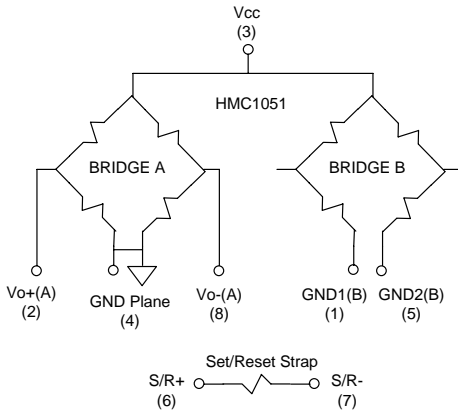 Vcc
(3)
HMC1051
BRIDGE A
BRIDGE B
Vo+(A)
(2)
GND Plane
(4)
Vo-(A)
(8)
GND1(B)
(1)
GND2(B)
(5)
Set/Reset Strap
S/R+
(6)
S/R-
(7)